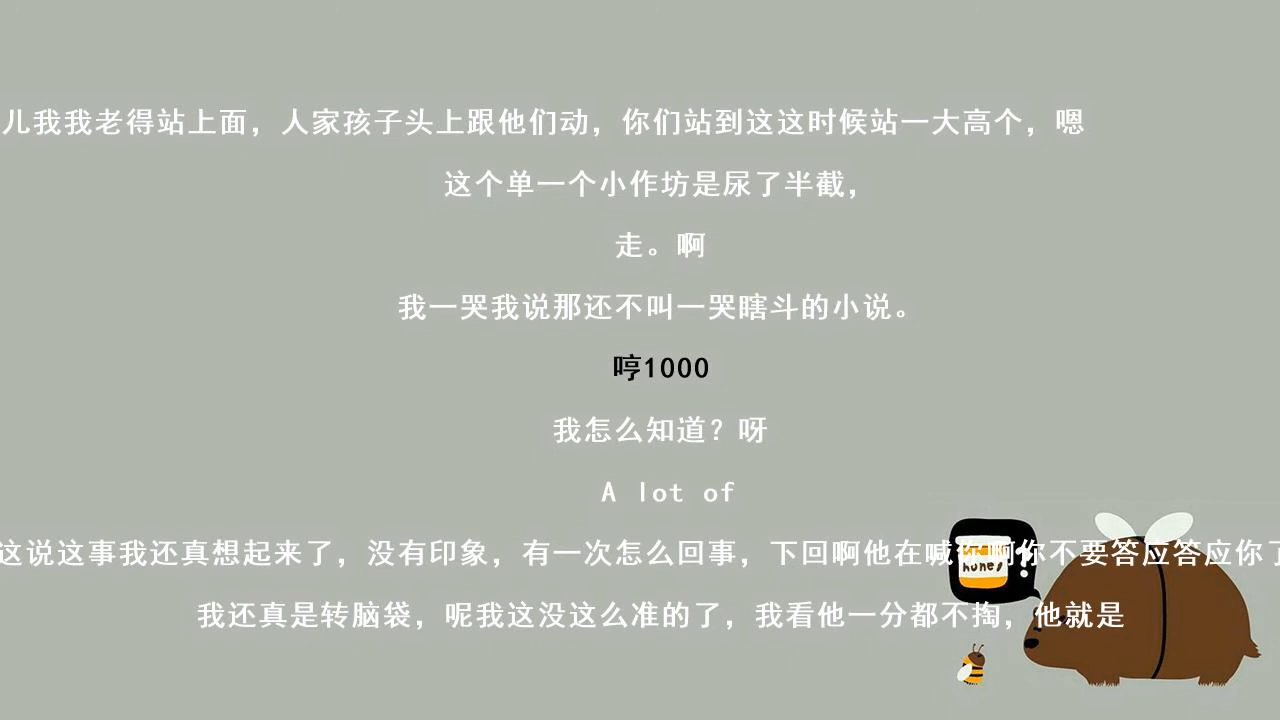 儿我我老得站上面，人家孩子头上跟他们动，你们站到这这时候站一大高个，嗯
这个单一个小作坊是尿了半截，
走。啊
我一哭我说那还不叫一哭瞎斗的小说。
哼1000
我怎么知道？呀
A lot of
这说这事我还真想起来了，没有印象，有一次怎么回事，下回啊他在喊你啊你不要答应答应你了
honey
!
我还真是转脑袋，呢我这没这么准的了，我看他一分都不掏，他就是